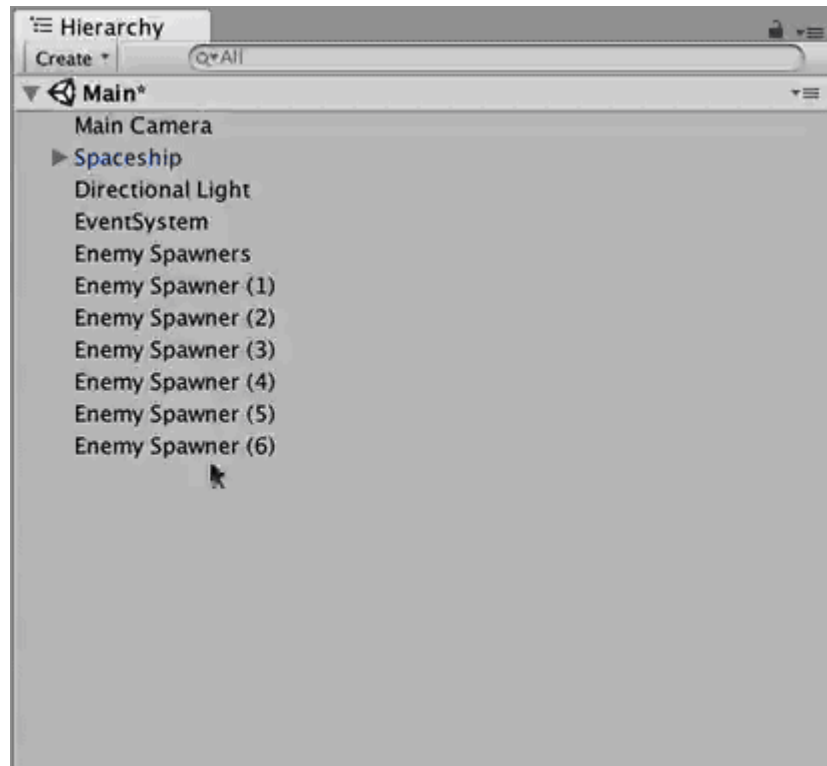 Hierarchy
Create
All
Main*
Main Camera
Spaceship
Directional Light
EventSystem
Enemy Spawners
Enemy Spawner (1)
Enemy Spawner (2)
Enemy Spawner (3)
Enemy Spawner (4)
Enemy Spawner (5)
Enemy Spawner (6)